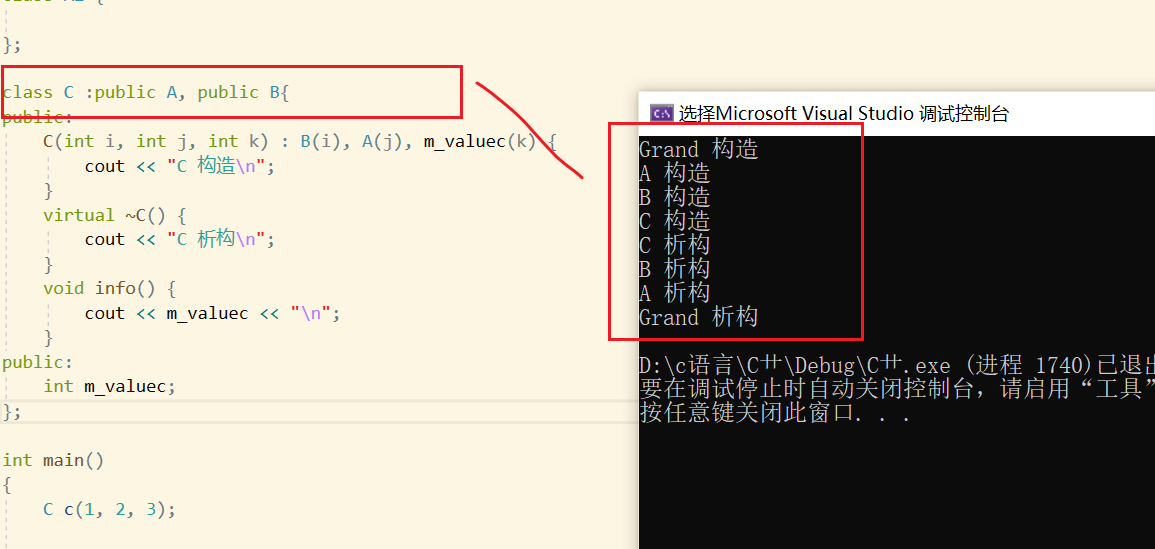 };
class C :public A, public B{
public:
C(int i, int j, int k) : B(i), A(j), m_valuec(k) {
cout << "C 构造\n";
}
virtual ~C() {
cout << "C 析构\n";
}
void info() {
cout << m_valuec << "\n";
}
public:
int m_valuec;
};
int main()
{
C c(1, 2, 3);
选择Microsoft Visual Studio 调试控制台
Grand 构造
A 构造
B 构造
C 构造
C 析构
B 析构
A 析构
Grand 析构
D:\c语言\C艹\Debug\C艹.exe (进程 1740)已退出
要在调试停止时自动关闭控制台，请启用“工具”
按任意键关闭此窗口. . .